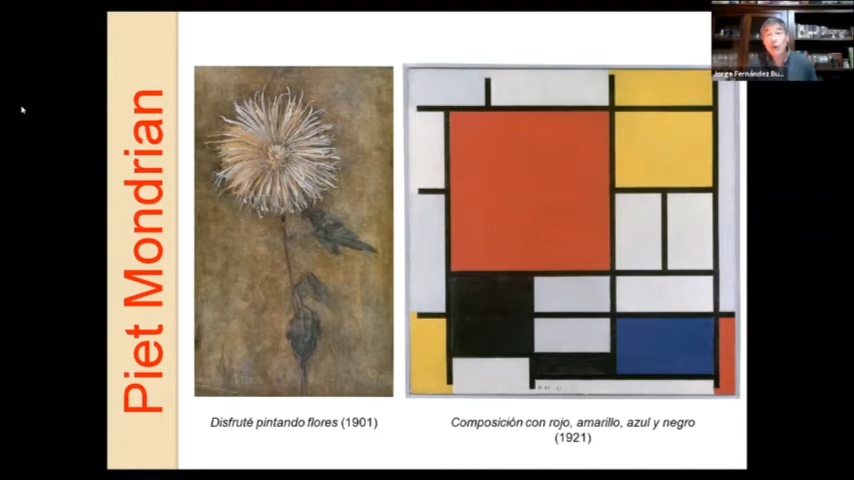 Piet Mondrian
Jorge Fernández Bu...
Disfruté pintando flores (1901)
Composición con rojo, amarillo, azul y negro
(1921)